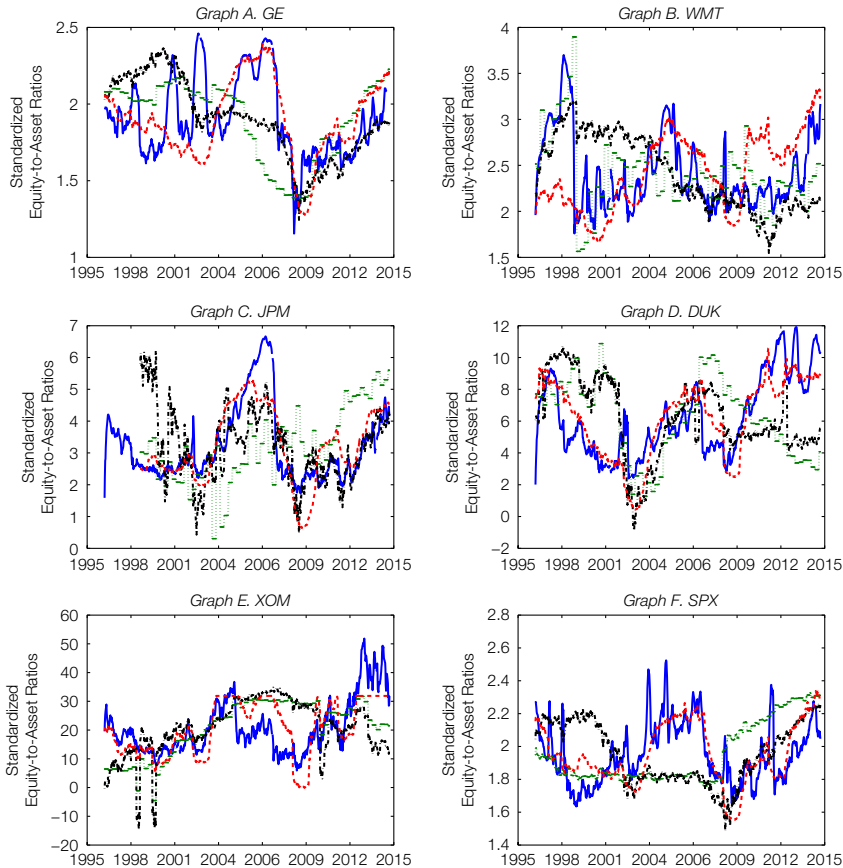 Graph A. GE
Standardized
Equity-to-Asset Ratios
2.5
2
1.5
1
1995 1998 2001 2003 2006 2009 2012 2015
Graph B. WMT
Standardized
Equity-to-Asset Ratios
4
3.5
3
2.5
2
1.5
1995 1998 2001 2004 2006 2009 2012 2015
Graph C. JPM
Standardized
Equity-to-Asset Ratios
7
6
5
4
3
2
1
0
1995 1998 2001 2004 2006 2009 2012 2015
Graph D. DUK
Standardized
Equity-to-Asset Ratios
12
10
8
6
4
2
0
−2
1995 1998 2001 2004 2006 2009 2012 2015
Graph E. XOM
Standardized
Equity-to-Asset Ratios
60
50
40
30
20
10
0
−10
−20
1995 1998 2001 2004 2006 2009 2012 2015
Graph F. SPX
Standardized
Equity-to-Asset Ratios
2.8
2.6
2.4
2.2
2.0
1.8
1.6
1.4
1995 1998 2001 2004 2006 2009 2012 2015